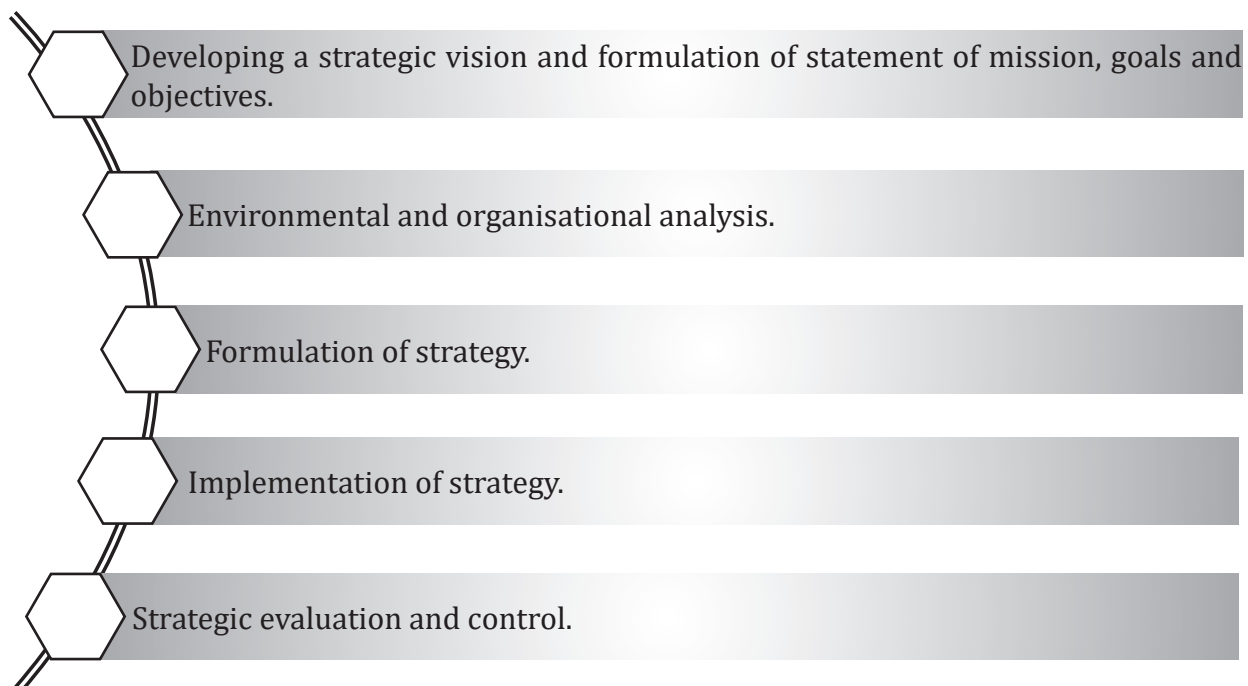 Developing a strategic vision and formulation of statement of mission, goals and
objectives.
Environmental and organisational analysis.
Formulation of strategy.
Implementation of strategy.
Strategic evaluation and control.